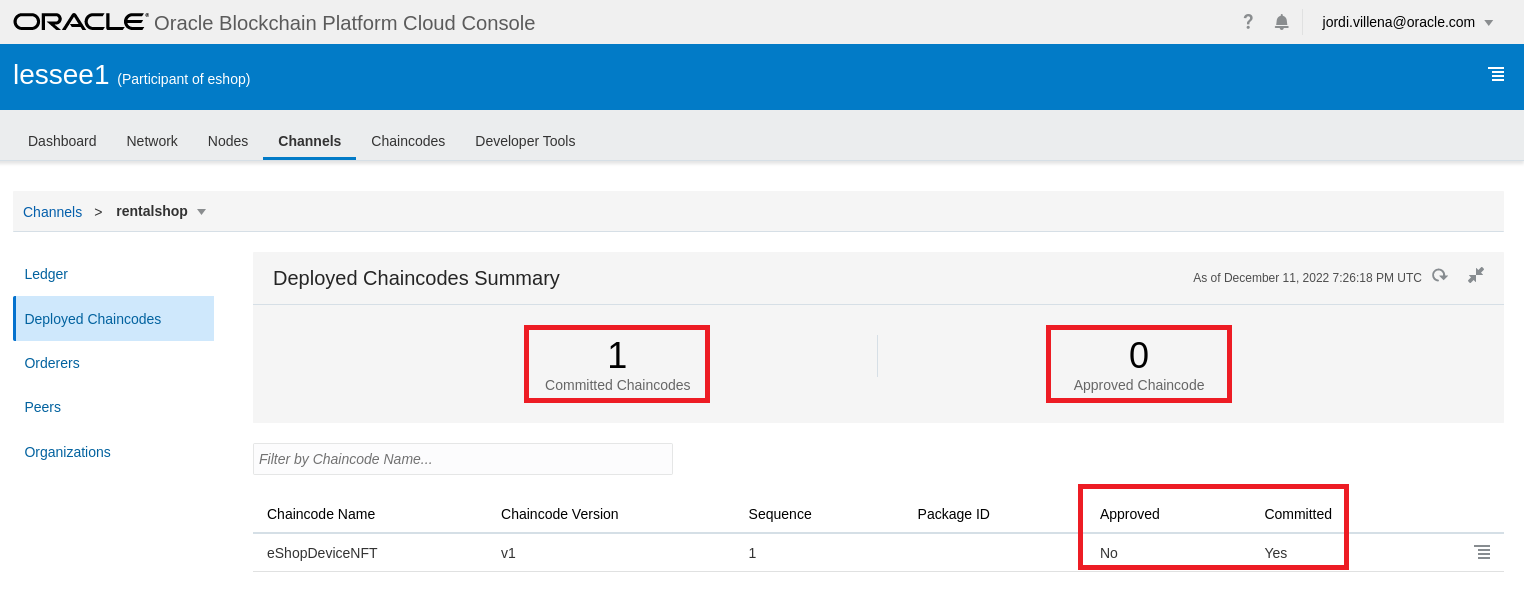 ORACLE® Oracle Blockchain Platform Cloud Console ? jordi.villena@oracle.com
lessee1 (Participant of eshop)
Dashboard Network Nodes Channels Chaincodes Developer Tools
Channels > rentalshop
Ledger
Deployed Chaincodes
Orderers
Peers
Organizations
Deployed Chaincodes Summary As of December 11, 2022 7:26:18 PM UTC
1 0
Committed Chaincodes Approved Chaincode
Filter by Chaincode Name...
Chaincode Name Chaincode Version Sequence Package ID Approved Committed
eShopDeviceNFT v1 1 No Yes